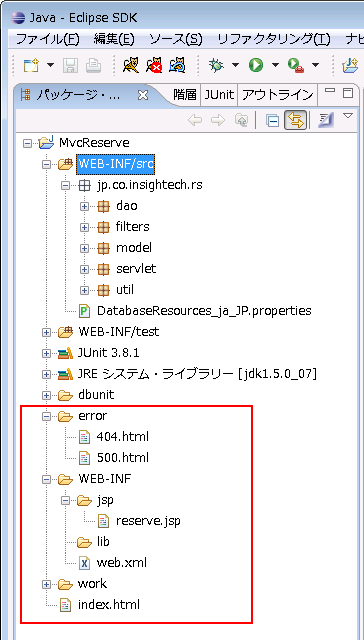 Java - Eclipse SDK
ファイル(F) 編集(E) ソース(S) リファクタリング(T) ナビ
パッケージ・ 階層 JUnit アウトライン
MvcReserve
WEB-INF/src
jp.co.insightech.rs
dao
filters
model
servlet
util
DatabaseResources_ja_JP.properties
WEB-INF/test
JUnit 3.8.1
JRE システム・ライブラリー [jdk1.5.0_07]
dbunit
error
404.html
500.html
WEB-INF
jsp
reserve.jsp
lib
web.xml
work
index.html